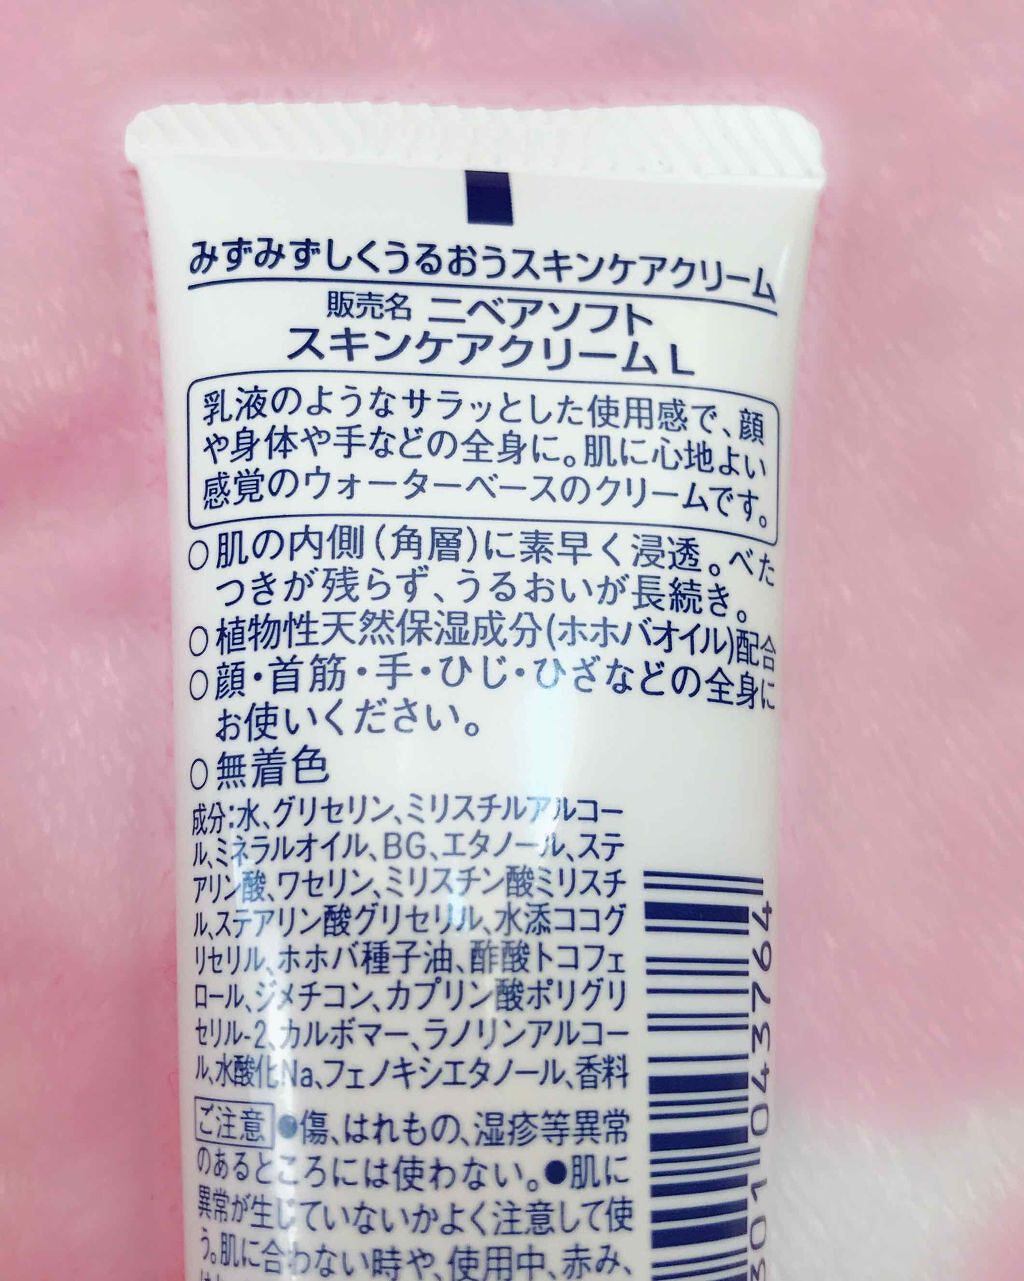 みずみずしくうるおうスキンケアクリーム
販売名 ニベアソフト
スキンケアクリームL
乳液のようなサラッとした使用感で、顔
や身体や手などの全身に。肌に心地よい
感覚のウォーターベースのクリームです。
○肌の内側(角層)に素早く浸透。べた
つきが残らず、うるおいが長続き。
○植物性天然保湿成分(ホホバオイル)配合
○顔・首筋・手・ひじ・ひざなどの全身に
お使いください。
○無着色
成分:水、グリセリン、ミリスチルアルコー
ル、ミネラルオイル、BG、エタノール、ステ
アリン酸、ワセリン、ミリスチン酸ミリスチ
ル、ステアリン酸グリセリル、水添ココグ
リセリル、ホホバ種子油、酢酸トコフェ
ロール、ジメチコン、カプリン酸ポリグリ
セリル-2、カルボマー、ラノリンアルコー
ル、水酸化Na、フェノキシエタノール、香料
ご注意 ●傷、はれもの、湿疹等異常
のあるところには使わない。●肌に
異常が生じていないかよく注意して使
う。肌に合わない時や、使用中、赤み、
301043764